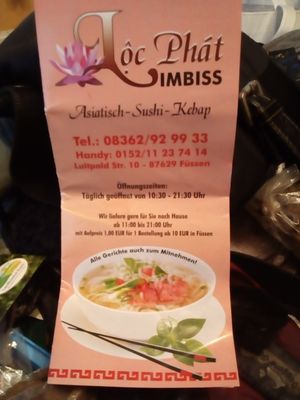 Lộc Phát
IMBISS
Asiatisch-Sushi-Kebap
Tel.: 08362/92 99 33
Handy: 0152/11 23 74 14
Luitpold Str. 10 - 87629 Füssen
Öffnungszeiten:
Täglich geöffnet von 10:30 - 21:30 Uhr
Wir liefern gern für Sie nach Hause
ab 11:00 bis 21:00 Uhr
mit Aufpreis 1,00 EUR für 1 Bestellung ab 10 EUR in Füssen
Alle Gerichte auch zum Mitnehmen!